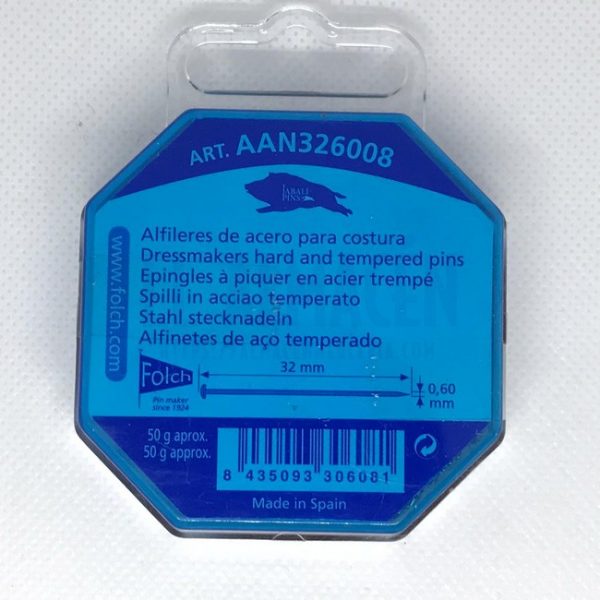 ART. AAN326008
JABALI
PINS
Alfileres de acero para costura
Dressmakers hard and tempered pins
Epingles à piquer en acier trempé
Spilli in acciao temperato
Stahl stecknadeln
Alfinetes de aço temperado
www.folch.com
Folch
Pin maker
since 1924
32 mm
0,60
mm
50 g aprox.
50 g approx.
8 435093 306081
Made in Spain